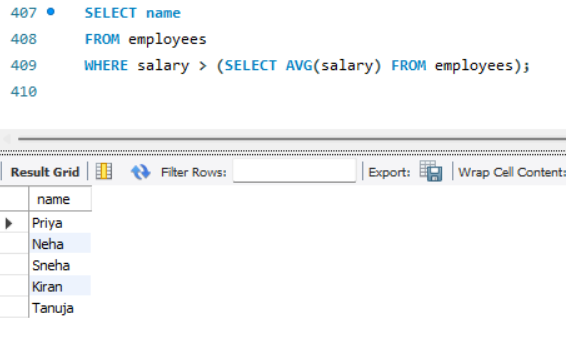 407 SELECT name
408 FROM employees
409 WHERE salary > (SELECT AVG(salary) FROM employees);
410
Result Grid Filter Rows: Export: Wrap Cell Content:
name
Priya
Neha
Sneha
Kiran
Tanuja